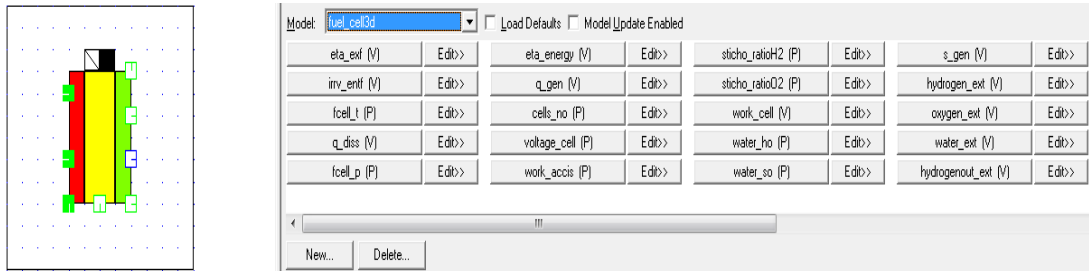 Model: fuel_cell3d Load Defaults Model Update Enabled
eta_exf (V) Edit>> eta_energy (V) Edit>> sticho_ratioH2 (P) Edit>> s_gen (V) Edit>>
irrv_entf (V) Edit>> q_gen (V) Edit>> sticho_ratioO2 (P) Edit>> hydrogen_ext (V) Edit>>
fcell_t (P) Edit>> cells_no (P) Edit>> work_cell (V) Edit>> oxygen_ext (V) Edit>>
q_diss (V) Edit>> voltage_cell (P) Edit>> water_ho (P) Edit>> water_ext (V) Edit>>
fcell_p (P) Edit>> work_accis (P) Edit>> water_so (P) Edit>> hydrogenout_ext (V) Edit>>
New... Delete...